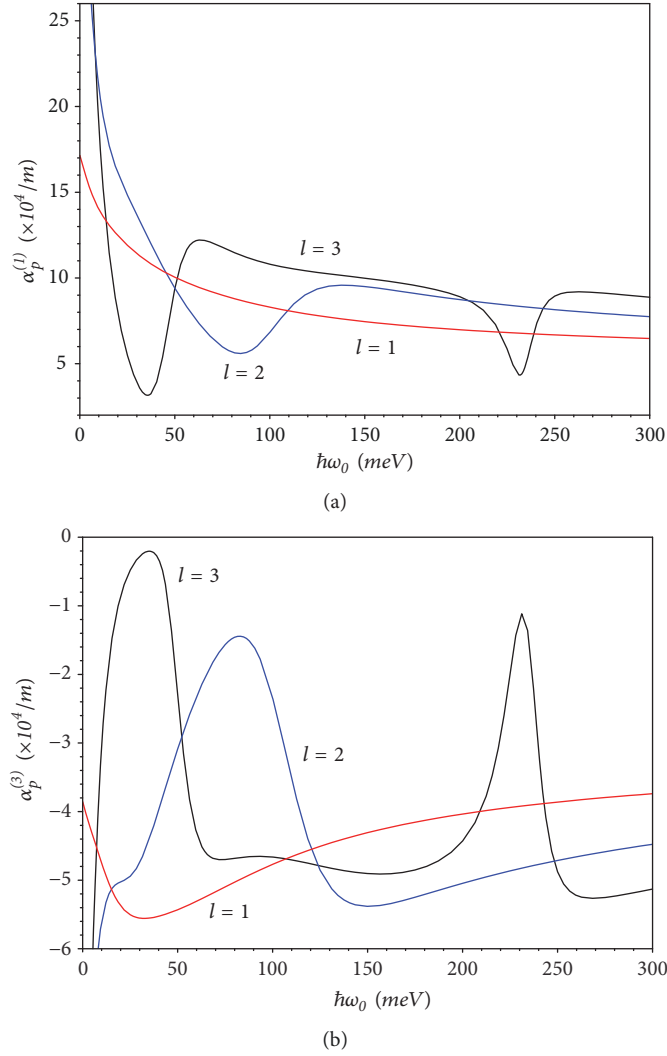 25
20
15
10
5
α_p^{(1)} (×10^4/m)
l = 3
l = 1
l = 2
0 50 100 150 200 250 300
ħω_0 (meV)
(a)
0
−1
−2
−3
−4
−5
−6
α_p^{(3)} (×10^4/m)
l = 3
l = 2
l = 1
0 50 100 150 200 250 300
ħω_0 (meV)
(b)